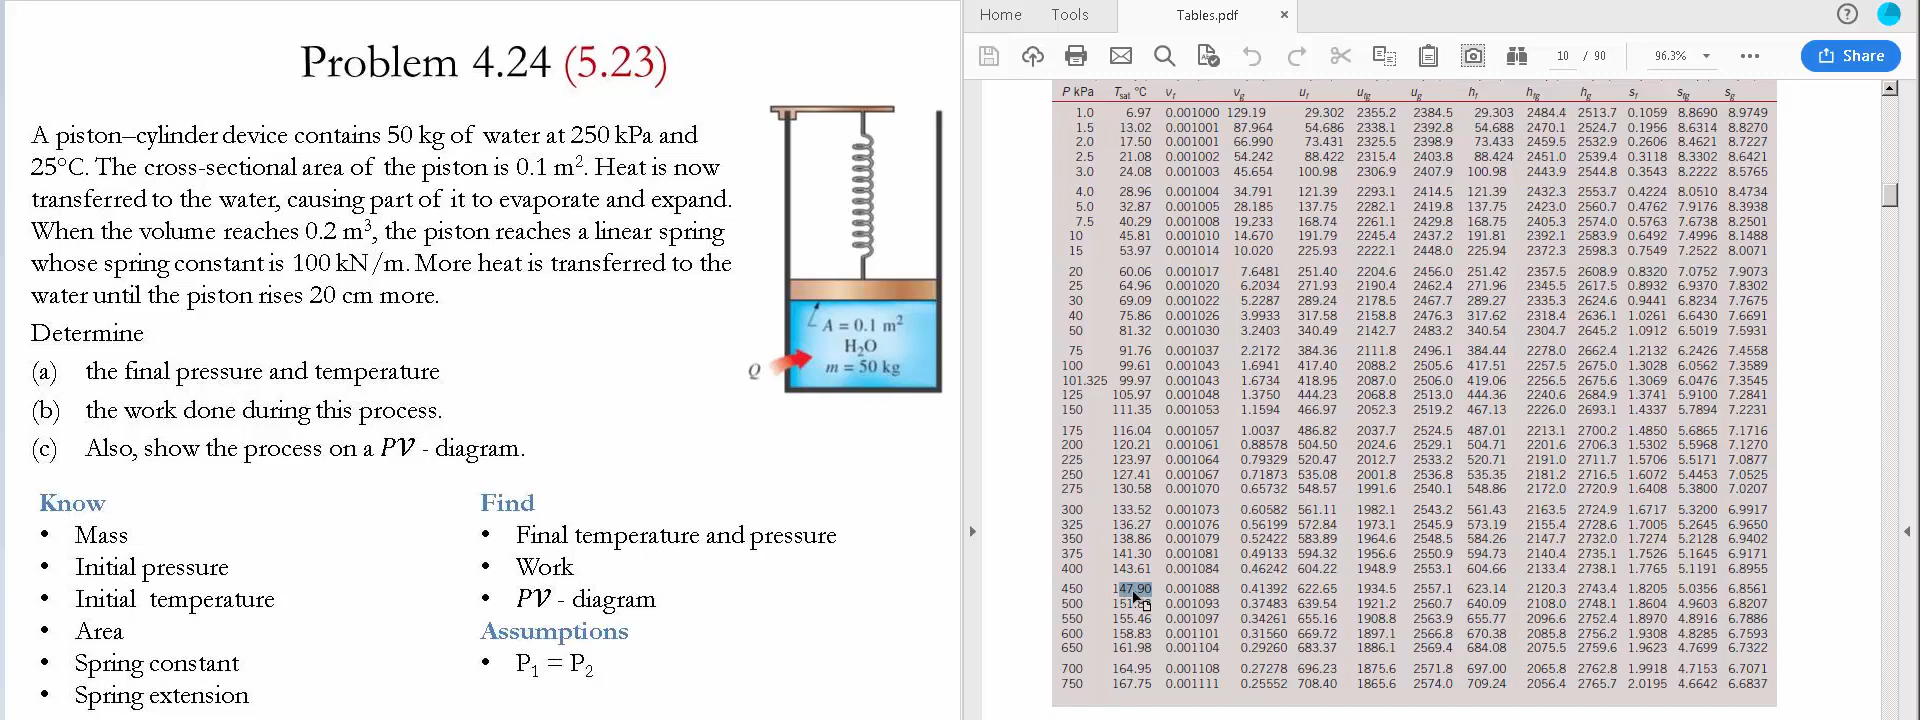 Problem 4.24 (5.23)
A piston–cylinder device contains 50 kg of water at 250 kPa and
25°C. The cross-sectional area of the piston is 0.1 m². Heat is now
transferred to the water, causing part of it to evaporate and expand.
When the volume reaches 0.2 m³, the piston reaches a linear spring
whose spring constant is 100 kN/m. More heat is transferred to the
water until the piston rises 20 cm more.
Determine
(a) the final pressure and temperature
(b) the work done during this process.
(c) Also, show the process on a P𝒱 - diagram.
A = 0.1 m²
H₂O
m = 50 kg
Q
Know
• Mass
• Initial pressure
• Initial temperature
• Area
• Spring constant
• Spring extension
Find
• Final temperature and pressure
• Work
• P𝒱 - diagram
Assumptions
• P₁ = P₂
Home Tools Tables.pdf ×
10 / 90 96.3% Share
P kPa Tsat °C vf vg uf ufg ug hf hfg hg sf sfg sg
1.0 6.97 0.001000 129.19 29.302 2355.2 2384.5 29.303 2484.4 2513.7 0.1059 8.8690 8.9749
1.5 13.02 0.001001 87.964 54.686 2338.1 2392.8 54.688 2470.1 2524.7 0.1956 8.6314 8.8270
2.0 17.50 0.001001 66.990 73.431 2325.5 2398.9 73.433 2459.5 2532.9 0.2606 8.4621 8.7227
2.5 21.08 0.001002 54.242 88.422 2315.4 2403.8 88.424 2451.0 2539.4 0.3118 8.3302 8.6421
3.0 24.08 0.001003 45.654 100.98 2306.9 2407.9 100.98 2443.9 2544.8 0.3543 8.2222 8.5765
4.0 28.96 0.001004 34.791 121.39 2293.1 2414.5 121.39 2432.3 2553.7 0.4224 8.0510 8.4734
5.0 32.87 0.001005 28.185 137.75 2282.1 2419.8 137.75 2423.0 2560.7 0.4762 7.9176 8.3938
7.5 40.29 0.001008 19.233 168.74 2261.1 2429.8 168.75 2405.3 2574.0 0.5763 7.6738 8.2501
10 45.81 0.001010 14.670 191.79 2245.4 2437.2 191.81 2392.1 2583.9 0.6492 7.4996 8.1488
15 53.97 0.001014 10.020 225.93 2222.1 2448.0 225.94 2372.3 2598.3 0.7549 7.2522 8.0071
20 60.06 0.001017 7.6481 251.40 2204.6 2456.0 251.42 2357.5 2608.9 0.8320 7.0752 7.9073
25 64.96 0.001020 6.2034 271.93 2190.4 2462.4 271.96 2345.5 2617.5 0.8932 6.9370 7.8302
30 69.09 0.001022 5.2287 289.24 2178.5 2467.7 289.27 2335.3 2624.6 0.9441 6.8234 7.7675
40 75.86 0.001026 3.9933 317.58 2158.8 2476.3 317.62 2318.4 2636.1 1.0261 6.6430 7.6691
50 81.32 0.001030 3.2403 340.49 2142.7 2483.2 340.54 2304.7 2645.2 1.0912 6.5019 7.5931
75 91.76 0.001037 2.2172 384.36 2111.8 2496.1 384.44 2278.0 2662.4 1.2132 6.2426 7.4558
100 99.61 0.001043 1.6941 417.40 2088.2 2505.6 417.51 2257.5 2675.0 1.3028 6.0562 7.3589
101.325 99.97 0.001043 1.6734 418.95 2087.0 2506.0 419.06 2256.5 2675.6 1.3069 6.0476 7.3545
125 105.97 0.001048 1.3750 444.23 2068.8 2513.0 444.36 2240.6 2684.9 1.3741 5.9100 7.2841
150 111.35 0.001053 1.1594 466.97 2052.3 2519.2 467.13 2226.0 2693.1 1.4337 5.7894 7.2231
175 116.04 0.001057 1.0037 486.82 2037.7 2524.5 487.01 2213.1 2700.2 1.4850 5.6865 7.1716
200 120.21 0.001061 0.88578 504.50 2024.6 2529.1 504.71 2201.6 2706.3 1.5302 5.5968 7.1270
225 123.97 0.001064 0.79329 520.47 2012.7 2533.2 520.71 2191.0 2711.7 1.5706 5.5171 7.0877
250 127.41 0.001067 0.71873 535.08 2001.8 2536.8 535.35 2181.2 2716.5 1.6072 5.4453 7.0525
275 130.58 0.001070 0.65732 548.57 1991.6 2540.1 548.86 2172.0 2720.9 1.6408 5.3800 7.0207
300 133.52 0.001073 0.60582 561.11 1982.1 2543.2 561.43 2163.5 2724.9 1.6717 5.3200 6.9917
325 136.27 0.001076 0.56199 572.84 1973.1 2545.9 573.19 2155.4 2728.6 1.7005 5.2645 6.9650
350 138.86 0.001079 0.52422 583.89 1964.6 2548.5 584.26 2147.7 2732.0 1.7274 5.2128 6.9402
375 141.30 0.001081 0.49133 594.32 1956.6 2550.9 594.73 2140.4 2735.1 1.7526 5.1645 6.9171
400 143.61 0.001084 0.46242 604.22 1948.9 2553.1 604.66 2133.4 2738.1 1.7765 5.1191 6.8955
450 147.90 0.001088 0.41392 622.65 1934.5 2557.1 623.14 2120.3 2743.4 1.8205 5.0356 6.8561
500 0.001093 0.37483 639.54 1921.2 2560.7 640.09 2108.0 2748.1 1.8604 4.9603 6.8207
550 155.46 0.001097 0.34261 655.16 1908.8 2563.9 655.77 2096.6 2752.4 1.8970 4.8916 6.7886
600 158.83 0.001101 0.31560 669.72 1897.1 2566.8 670.38 2085.8 2756.2 1.9308 4.8285 6.7593
650 161.98 0.001104 0.29260 683.37 1886.1 2569.4 684.08 2075.5 2759.6 1.9623 4.7699 6.7322
700 164.95 0.001108 0.27278 696.23 1875.6 2571.8 697.00 2065.8 2762.8 1.9918 4.7153 6.7071
750 167.75 0.001111 0.25552 708.40 1865.6 2574.0 709.24 2056.4 2765.7 2.0195 4.6642 6.6837